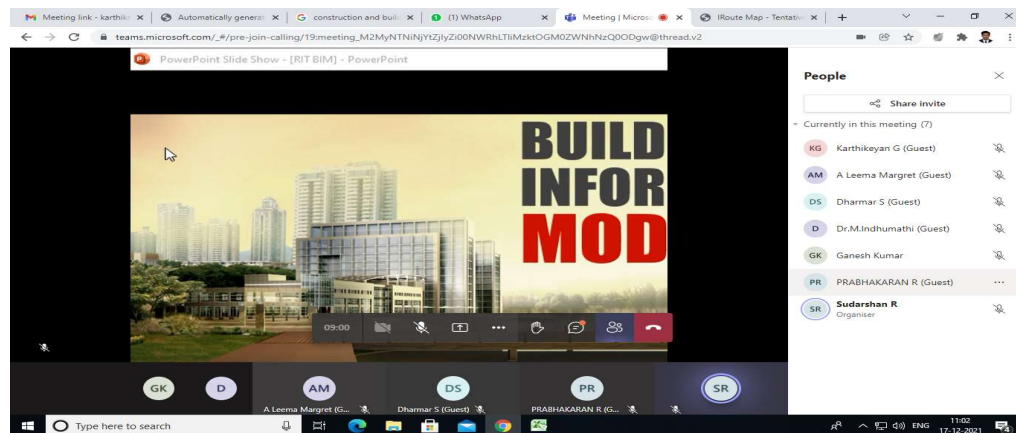 Meeting link - karthike
Automatically generat
construction and buil
(1) WhatsApp
Meeting | Microso
IRoute Map - Tentativ
teams.microsoft.com/_#/pre-join-calling/19:meeting_M2MyNTNiNjYtZjIyZi00NWRhLTliMzktOGM0ZWNhNzQ0ODgw@thread.v2
PowerPoint Slide Show - [RIT BIM] - PowerPoint
BUILD
INFOR
MOD
09:00
GK
D
AM
A Leema Margret (G...
DS
Dharmar S (Guest)
PR
PRABHAKARAN R (G...
SR
People
Share invite
Currently in this meeting (7)
KG Karthikeyan G (Guest)
AM A Leema Margret (Guest)
DS Dharmar S (Guest)
D Dr.M.Indhumathi (Guest)
GK Ganesh Kumar
PR PRABHAKARAN R (Guest)
SR Sudarshan R
Organiser
Type here to search
ENG
11:02
17-12-2021
4